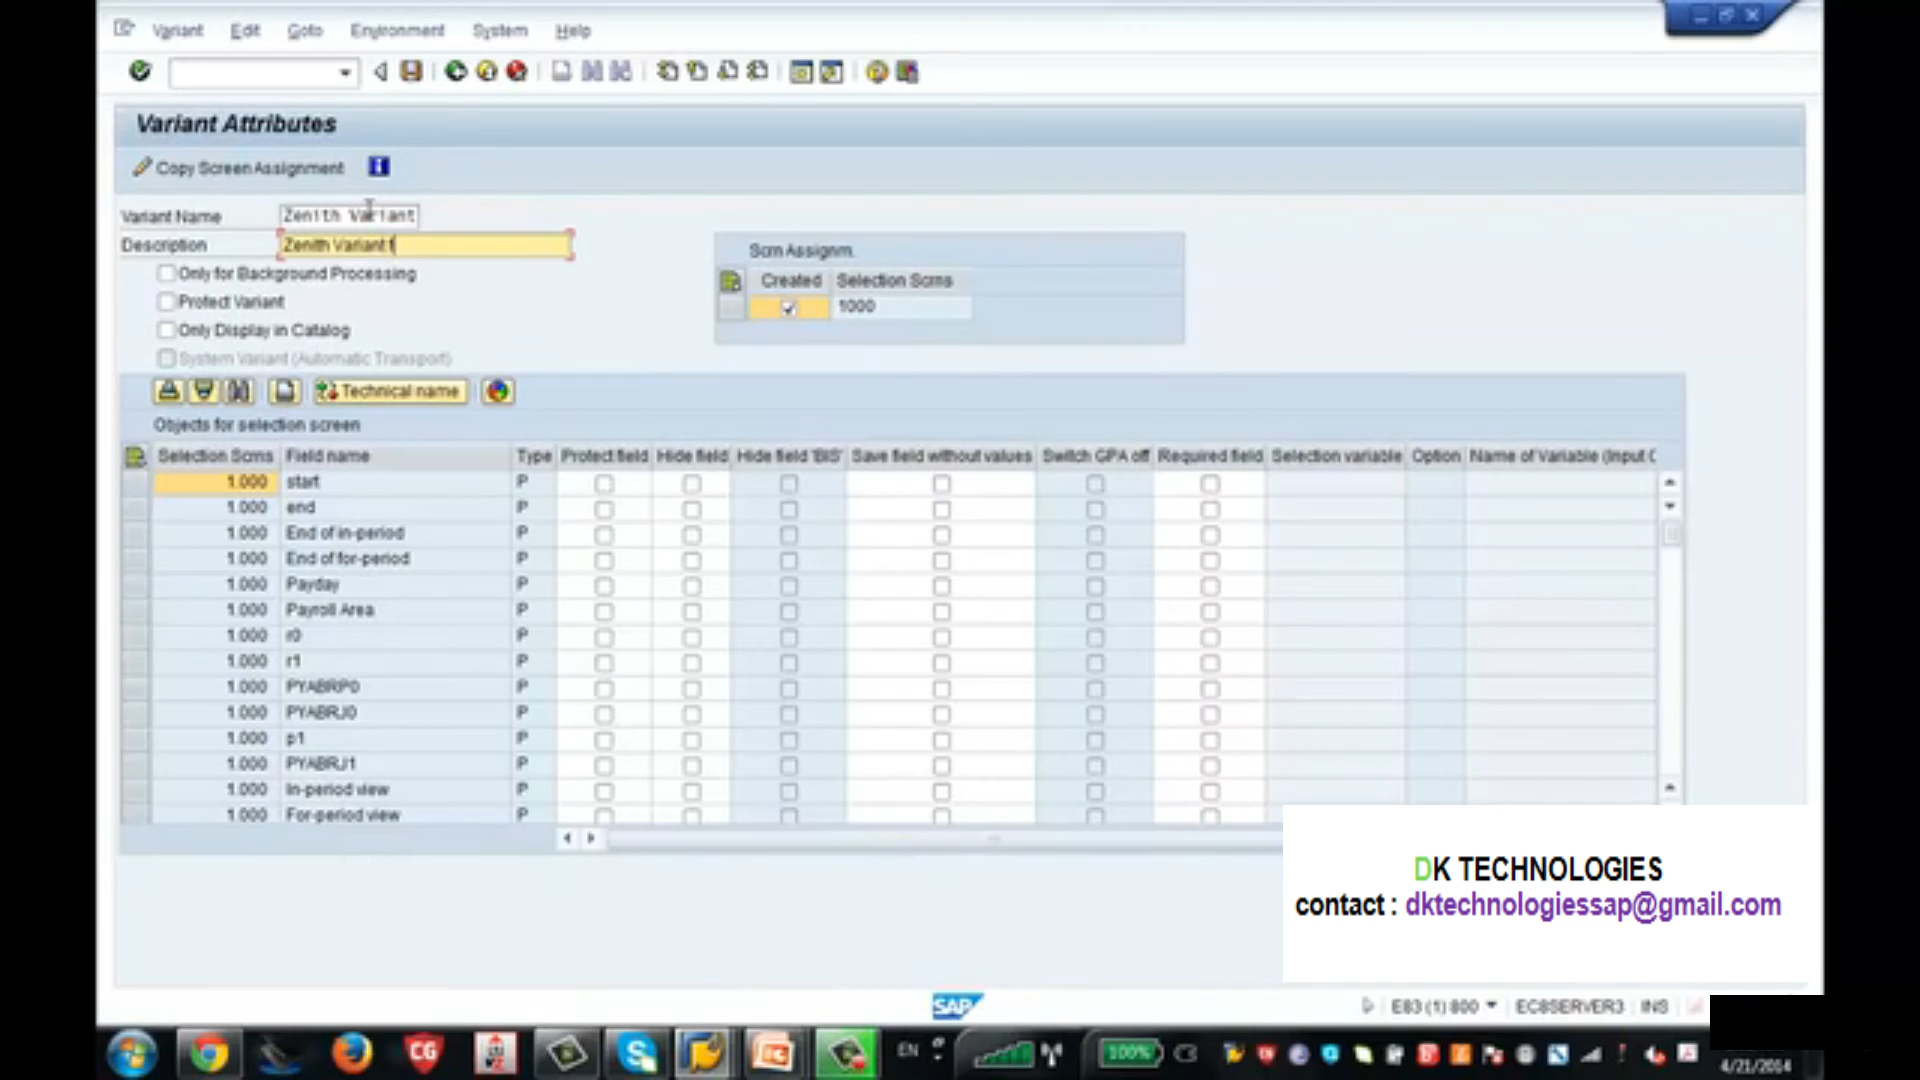 Variant Edit Goto Environment System Help
Variant Attributes
Copy Screen Assignment
Variant Name Zenith Variant
Description Zenith Variant f
Only for Background Processing
Protect Variant
Only Display in Catalog
System Variant (Automatic Transport)
Scrn Assignm.
Created Selection Scrns
1000
Technical name
Objects for selection screen
Selection Scrns Field name Type Protect field Hide field Hide field 'BIS' Save field without values Switch GPA off Required field Selection variable Option Name of Variable (Input
1.000 start P
1.000 end P
1.000 End of in-period P
1.000 End of for-period P
1.000 Payday P
1.000 Payroll Area P
1.000 r0 P
1.000 r1 P
1.000 PYABRP0 P
1.000 PYABRJ0 P
1.000 p1 P
1.000 PYABRJ1 P
1.000 In-period view P
1.000 For-period view P
DK TECHNOLOGIES
contact : dktechnologiessap@gmail.com
SAP
E83 (1) 800 EC8SERVER3 INS
CG
EN
100%
4/21/2014